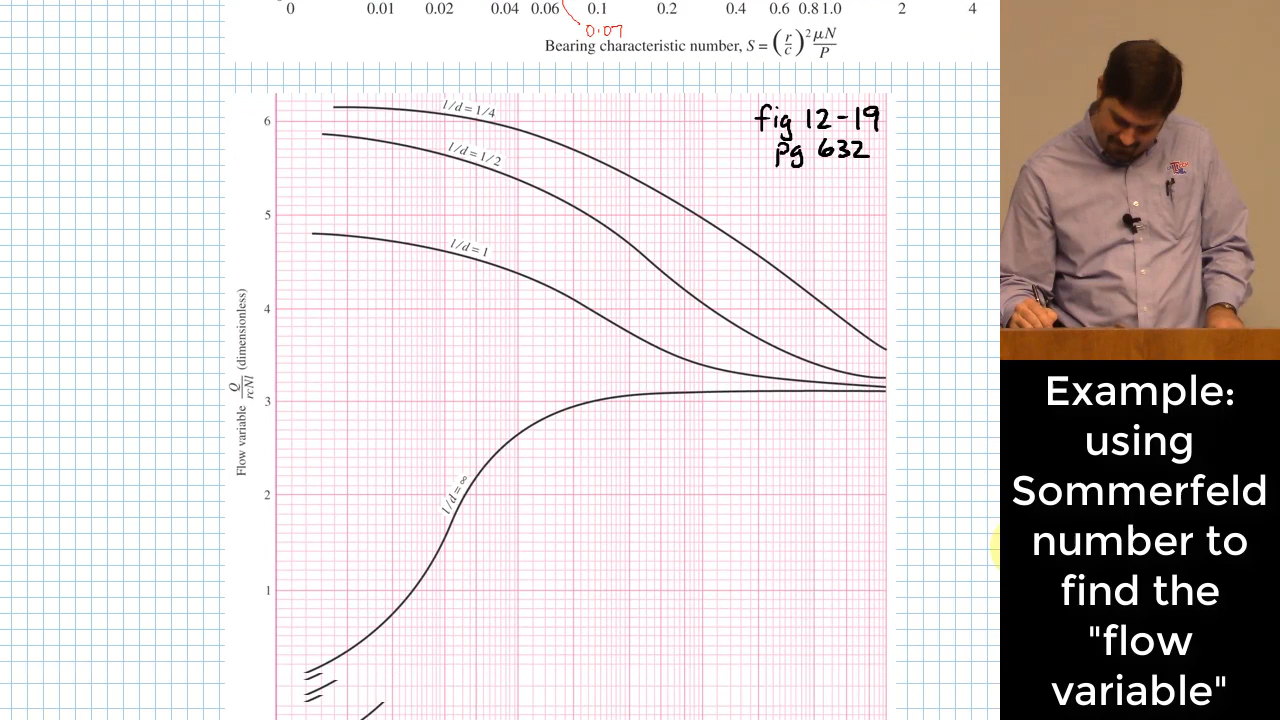 0 0.01 0.02 0.04 0.06 0.1 0.2 0.4 0.6 0.8 1.0 2 4
0.07
Bearing characteristic number, S = (r/c)² μN/P
l/d = 1/4
fig 12-19
6
pg 632
l/d = 1/2
5
l/d = 1
4
Flow variable Q/rcNl (dimensionless)
3
l/d = ∞
2
1
Example:
using
Sommerfeld
number to
find the
"flow
variable"